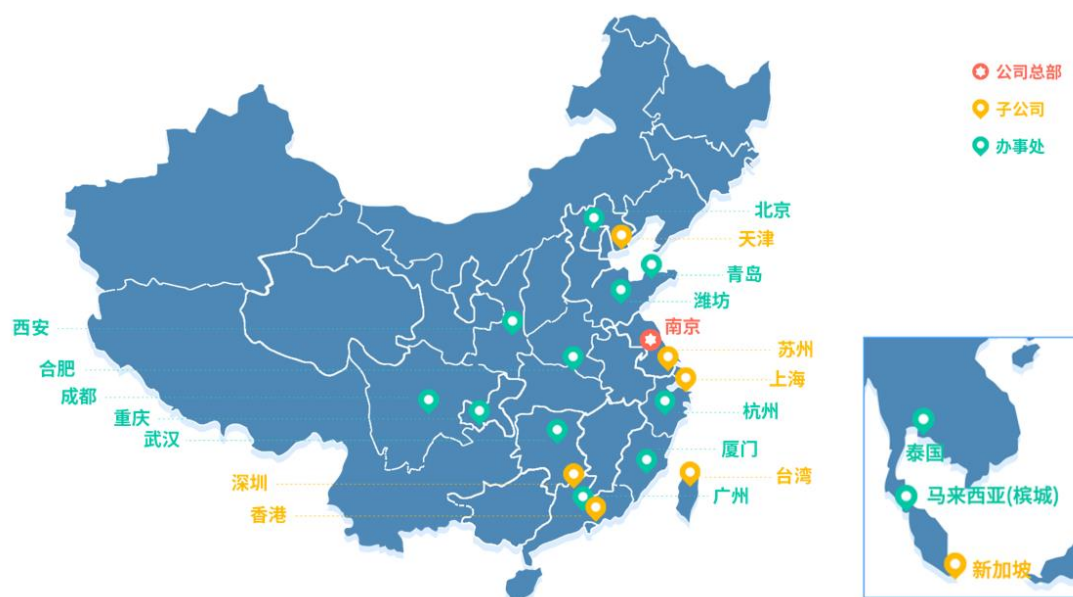 公司总部
子公司
办事处
北京
天津
青岛
潍坊
南京
西安
苏州
合肥
上海
成都
杭州
重庆
武汉
厦门
深圳
台湾
广州
香港
泰国
马来西亚(槟城)
新加坡